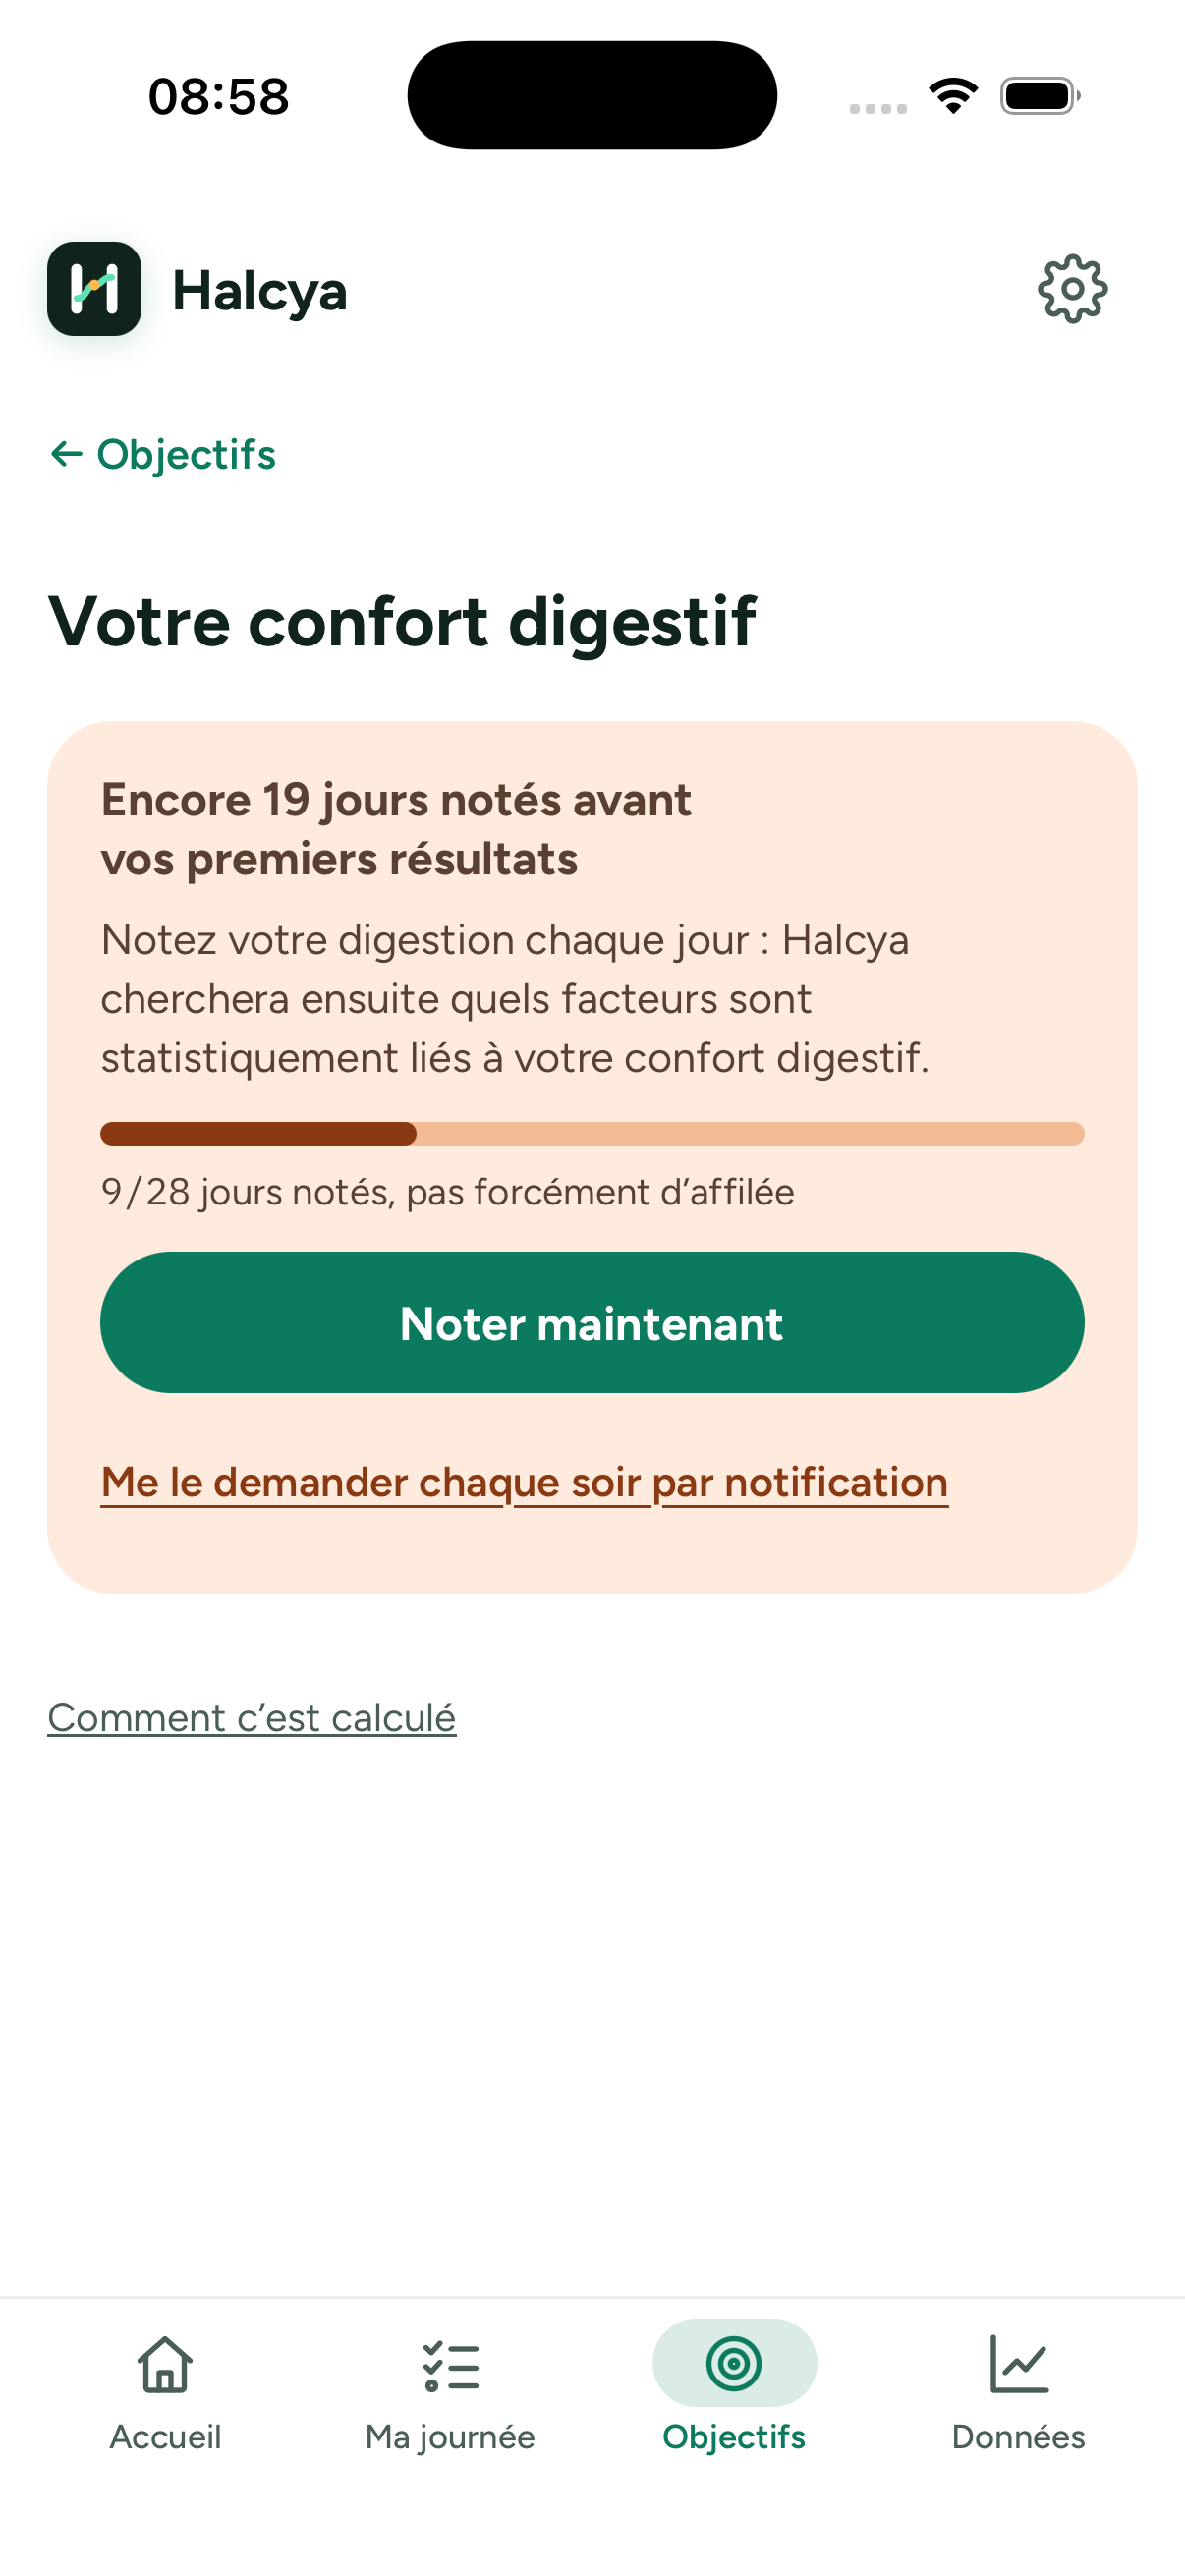 08:58
Halcya
← Objectifs
Votre confort digestif
Encore 19 jours notés avant
vos premiers résultats
Notez votre digestion chaque jour : Halcya
cherchera ensuite quels facteurs sont
statistiquement liés à votre confort digestif.
9/28 jours notés, pas forcément d’affilée
Noter maintenant
Me le demander chaque soir par notification
Comment c’est calculé
Accueil
Ma journée
Objectifs
Données